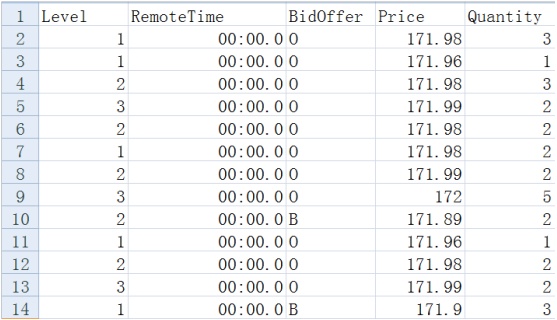 1 Level RemoteTime BidOffer Price Quantity
2 1 00:00.0 O 171.98 3
3 1 00:00.0 O 171.96 1
4 2 00:00.0 O 171.98 3
5 3 00:00.0 O 171.99 2
6 2 00:00.0 O 171.98 2
7 1 00:00.0 O 171.98 2
8 2 00:00.0 O 171.99 2
9 3 00:00.0 O 172 5
10 2 00:00.0 B 171.89 2
11 1 00:00.0 O 171.96 1
12 2 00:00.0 O 171.98 2
13 3 00:00.0 O 171.99 2
14 1 00:00.0 B 171.9 3